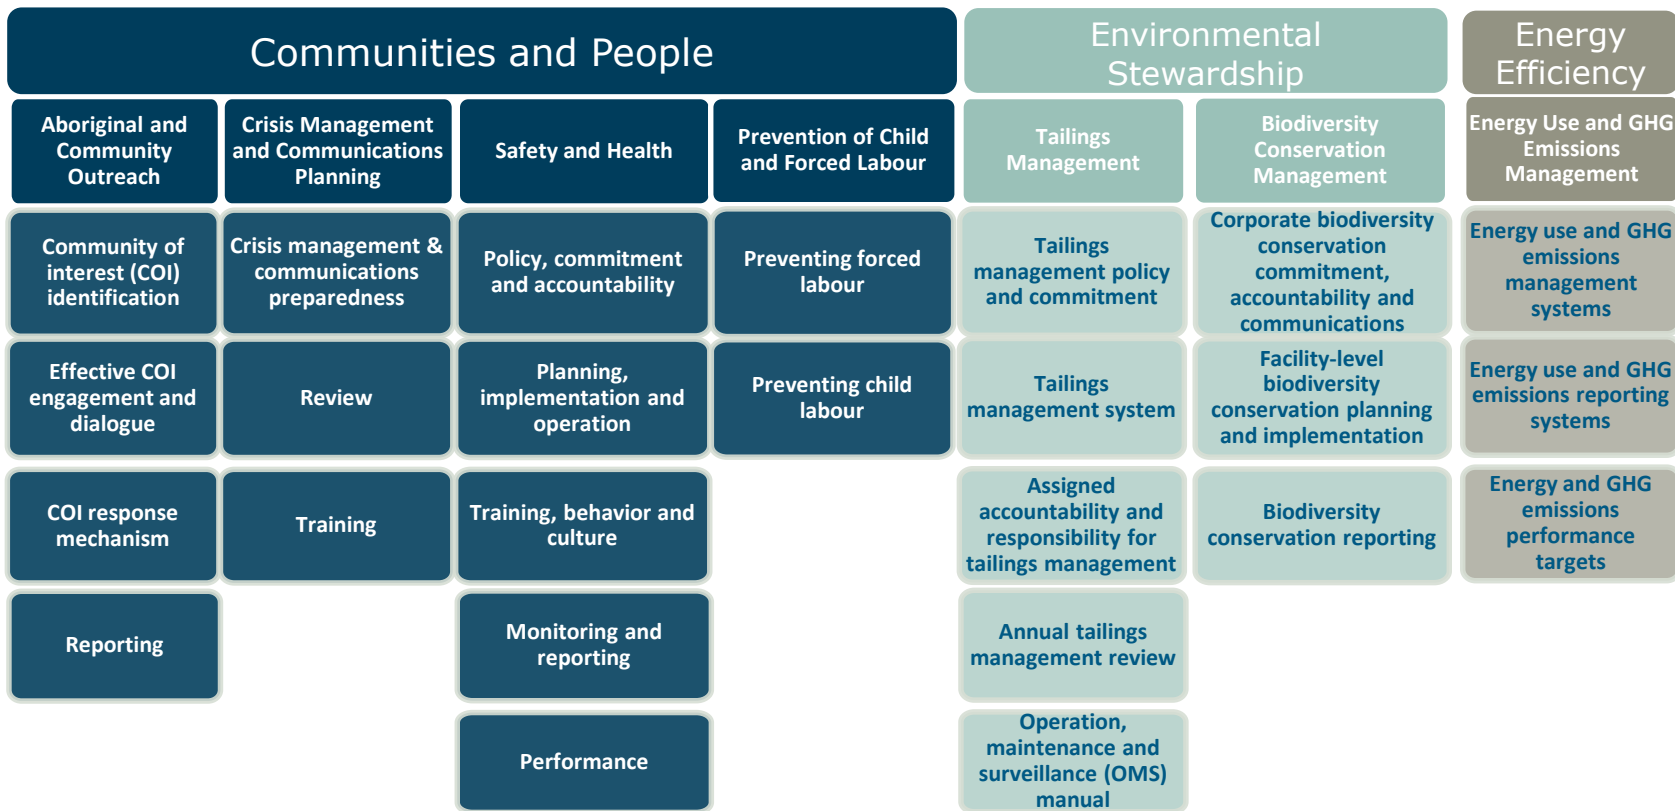 Communities and People
Environmental
Stewardship
Energy
Efficiency
Aboriginal and
Community
Outreach
Crisis Management
and Communications
Planning
Safety and Health
Prevention of Child
and Forced Labour
Tailings
Management
Biodiversity
Conservation
Management
Energy Use and GHG
Emissions
Management
Community of
interest (COI)
identification
Crisis management &
communications
preparedness
Policy, commitment
and accountability
Preventing forced
labour
Tailings
management policy
and commitment
Corporate biodiversity
conservation
commitment,
accountability and
communications
Energy use and GHG
emissions
management
systems
Effective COI
engagement and
dialogue
Review
Planning,
implementation and
operation
Preventing child
labour
Tailings
management system
Facility-level
biodiversity
conservation planning
and implementation
Energy use and GHG
emissions reporting
systems
COI response
mechanism
Training
Training, behavior and
culture
Assigned
accountability and
responsibility for
tailings management
Biodiversity
conservation reporting
Energy and GHG
emissions
performance
targets
Reporting
Monitoring and
reporting
Annual tailings
management review
Performance
Operation,
maintenance and
surveillance (OMS)
manual